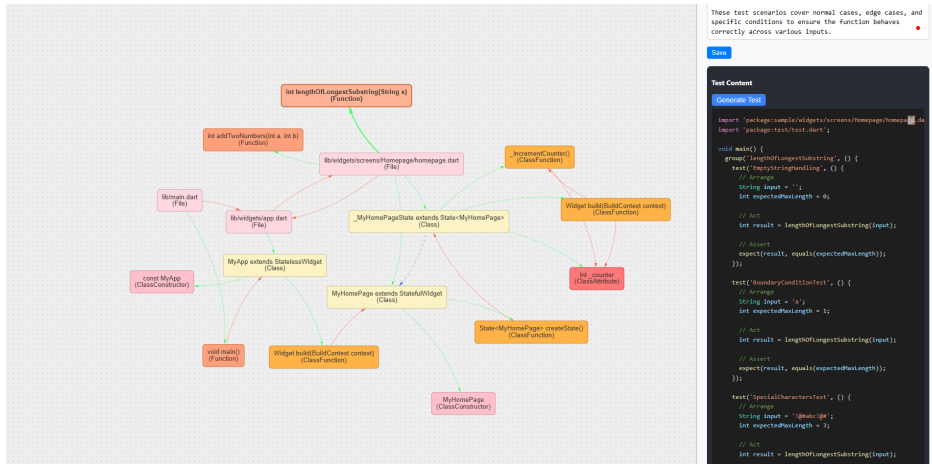 These test scenarios cover normal cases, edge cases, and
specific conditions to ensure the function behaves
correctly across various inputs.
Save
Test Content
Generate Test
import 'package:sample/widgets/screens/Homepage/homepage.da
import 'package:test/test.dart';
void main() {
group('lengthOfLongestSubstring', () {
test('EmptyStringHandling', () {
// Arrange
String input = '';
int expectedMaxLength = 0;
// Act
int result = lengthOfLongestSubstring(input);
// Assert
expect(result, equals(expectedMaxLength));
});
test('BoundaryConditionTest', () {
// Arrange
String input = 'a';
int expectedMaxLength = 1;
// Act
int result = lengthOfLongestSubstring(input);
// Assert
expect(result, equals(expectedMaxLength));
});
test('SpecialCharactersTest', () {
// Arrange
String input = '!@#abc!@#';
int expectedMaxLength = 3;
// Act
int result = lengthOfLongestSubstring(input);
int lengthOfLongestSubstring(String s)
(Function)
int addTwoNumbers(int a, int b)
(Function)
lib/widgets/screens/Homepage/homepage.dart
(File)
_incrementCounter()
(ClassFunction)
lib/main.dart
(File)
lib/widgets/app.dart
(File)
_MyHomePageState extends State<MyHomePage>
(Class)
Widget build(BuildContext context)
(ClassFunction)
MyApp extends StatelessWidget
(Class)
const MyApp
(ClassConstructor)
int _counter
(ClassAttribute)
MyHomePage extends StatefulWidget
(Class)
State<MyHomePage> createState()
(ClassFunction)
void main()
(Function)
Widget build(BuildContext context)
(ClassFunction)
MyHomePage
(ClassConstructor)